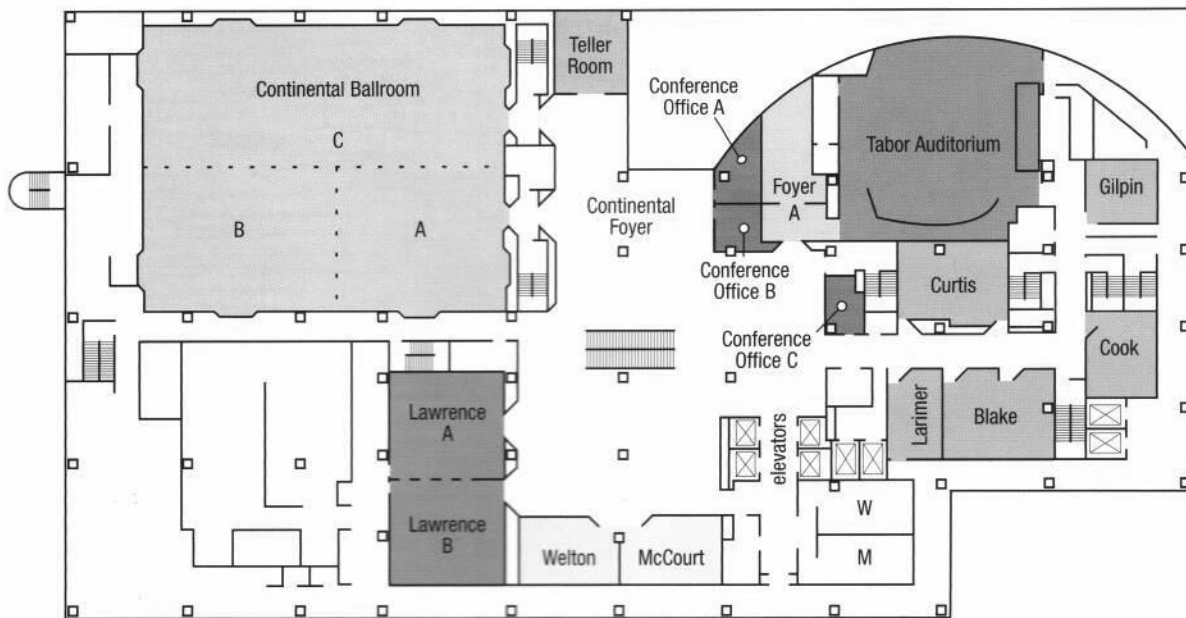 Teller
Room
Continental Ballroom
C
B
A
Continental
Foyer
Conference
Office A
Foyer
A
Tabor Auditorium
Gilpin
Conference
Office B
Curtis
Conference
Office C
Cook
Lawrence
A
Lawrence
B
elevators
Larimer
Blake
Welton
McCourt
W
M